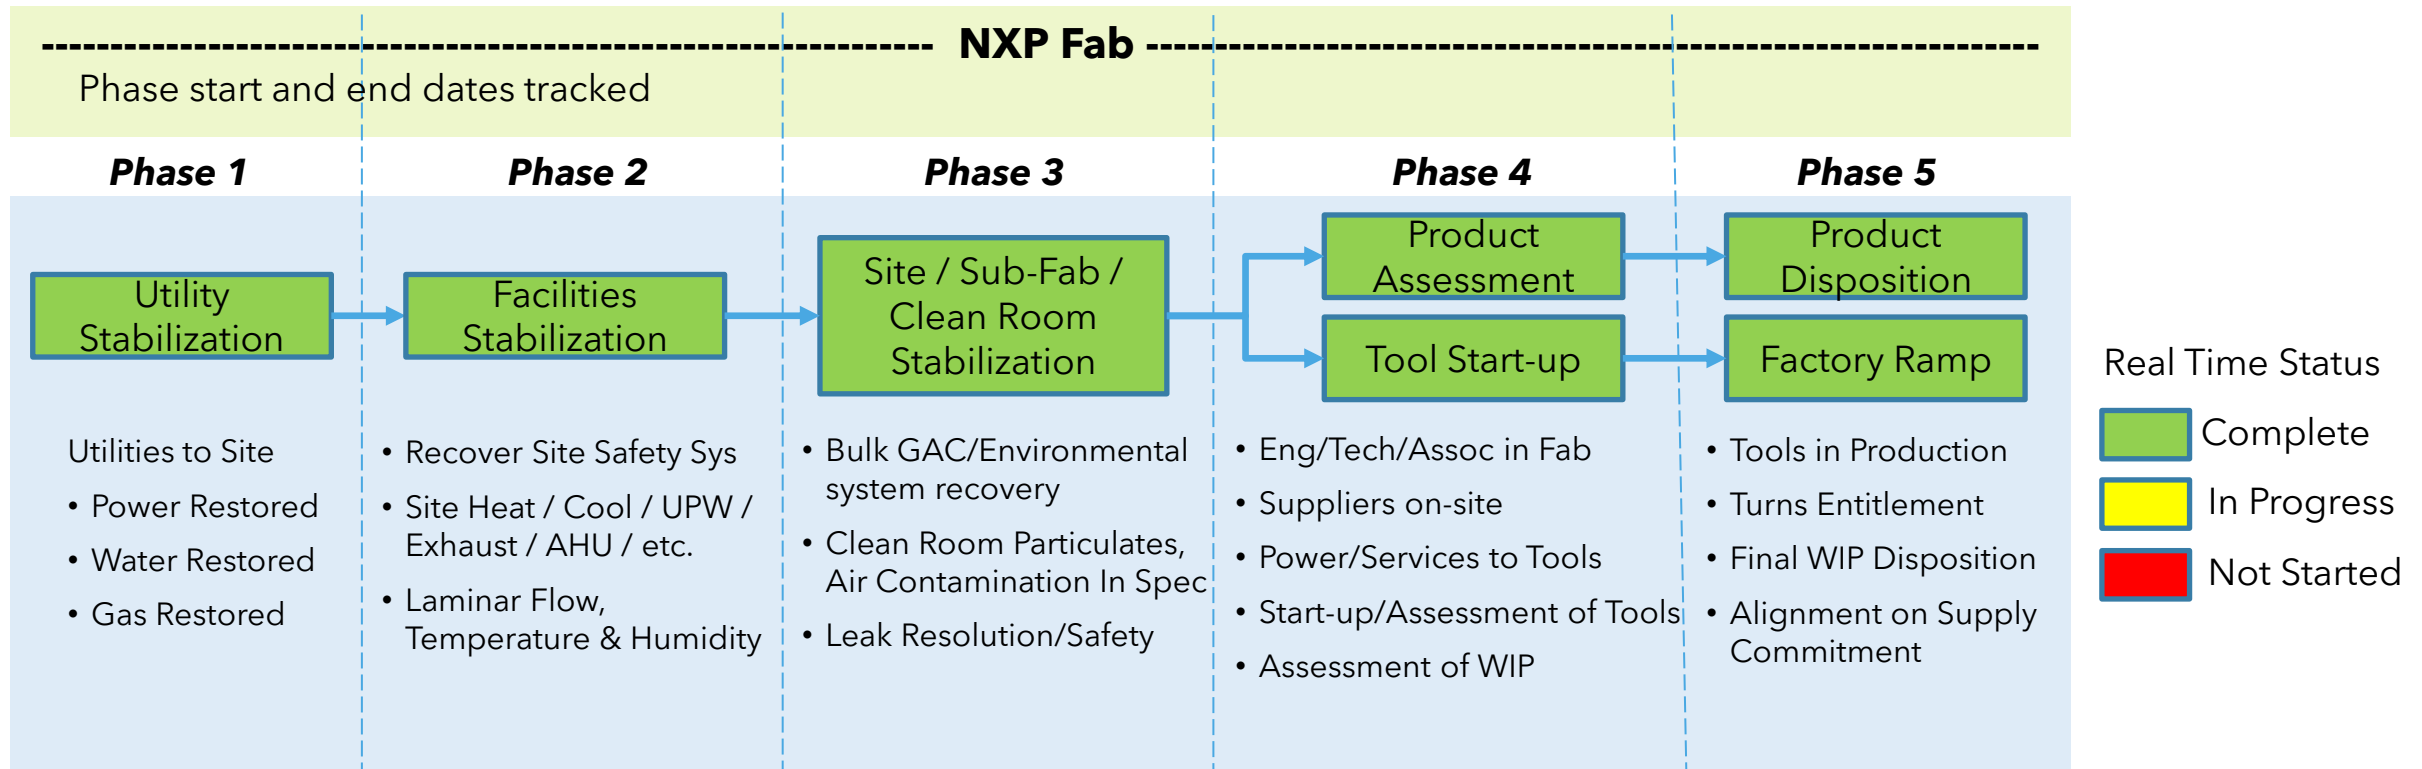 NXP Fab
Phase start and end dates tracked
Phase 1
Phase 2
Phase 3
Phase 4
Phase 5
Utility
Stabilization
Facilities
Stabilization
Site / Sub-Fab /
Clean Room
Stabilization
Product
Assessment
Tool Start-up
Product
Disposition
Factory Ramp
Utilities to Site
• Power Restored
• Water Restored
• Gas Restored
• Recover Site Safety Sys
• Site Heat / Cool / UPW /
Exhaust / AHU / etc.
• Laminar Flow,
Temperature & Humidity
• Bulk GAC/Environmental
system recovery
• Clean Room Particulates,
Air Contamination In Spec
• Leak Resolution/Safety
• Eng/Tech/Assoc in Fab
• Suppliers on-site
• Power/Services to Tools
• Start-up/Assessment of Tools
• Assessment of WIP
• Tools in Production
• Turns Entitlement
• Final WIP Disposition
• Alignment on Supply
Commitment
Real Time Status
Complete
In Progress
Not Started